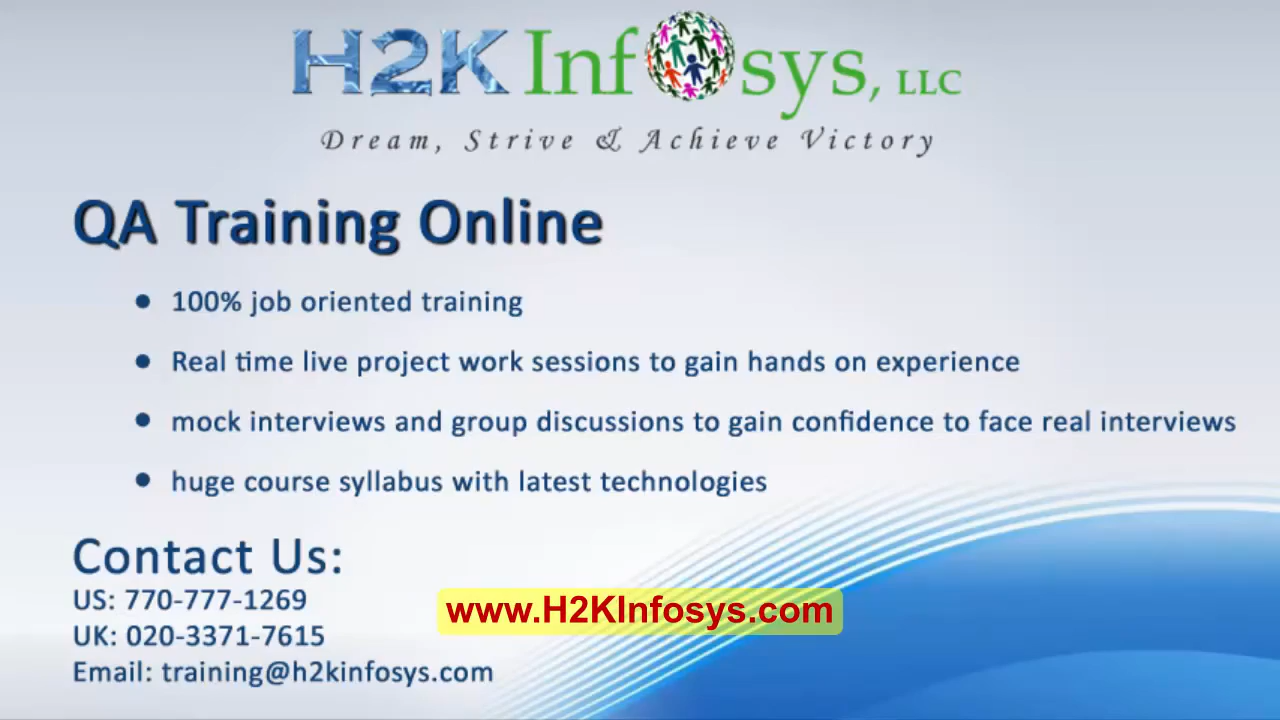 H2K Infosys, LLC
Dream, Strive & Achieve Victory
QA Training Online
• 100% job oriented training
• Real time live project work sessions to gain hands on experience
• mock interviews and group discussions to gain confidence to face real interviews
• huge course syllabus with latest technologies
Contact Us:
US: 770-777-1269
www.H2KInfosys.com
UK: 020-3371-7615
Email: training@h2kinfosys.com